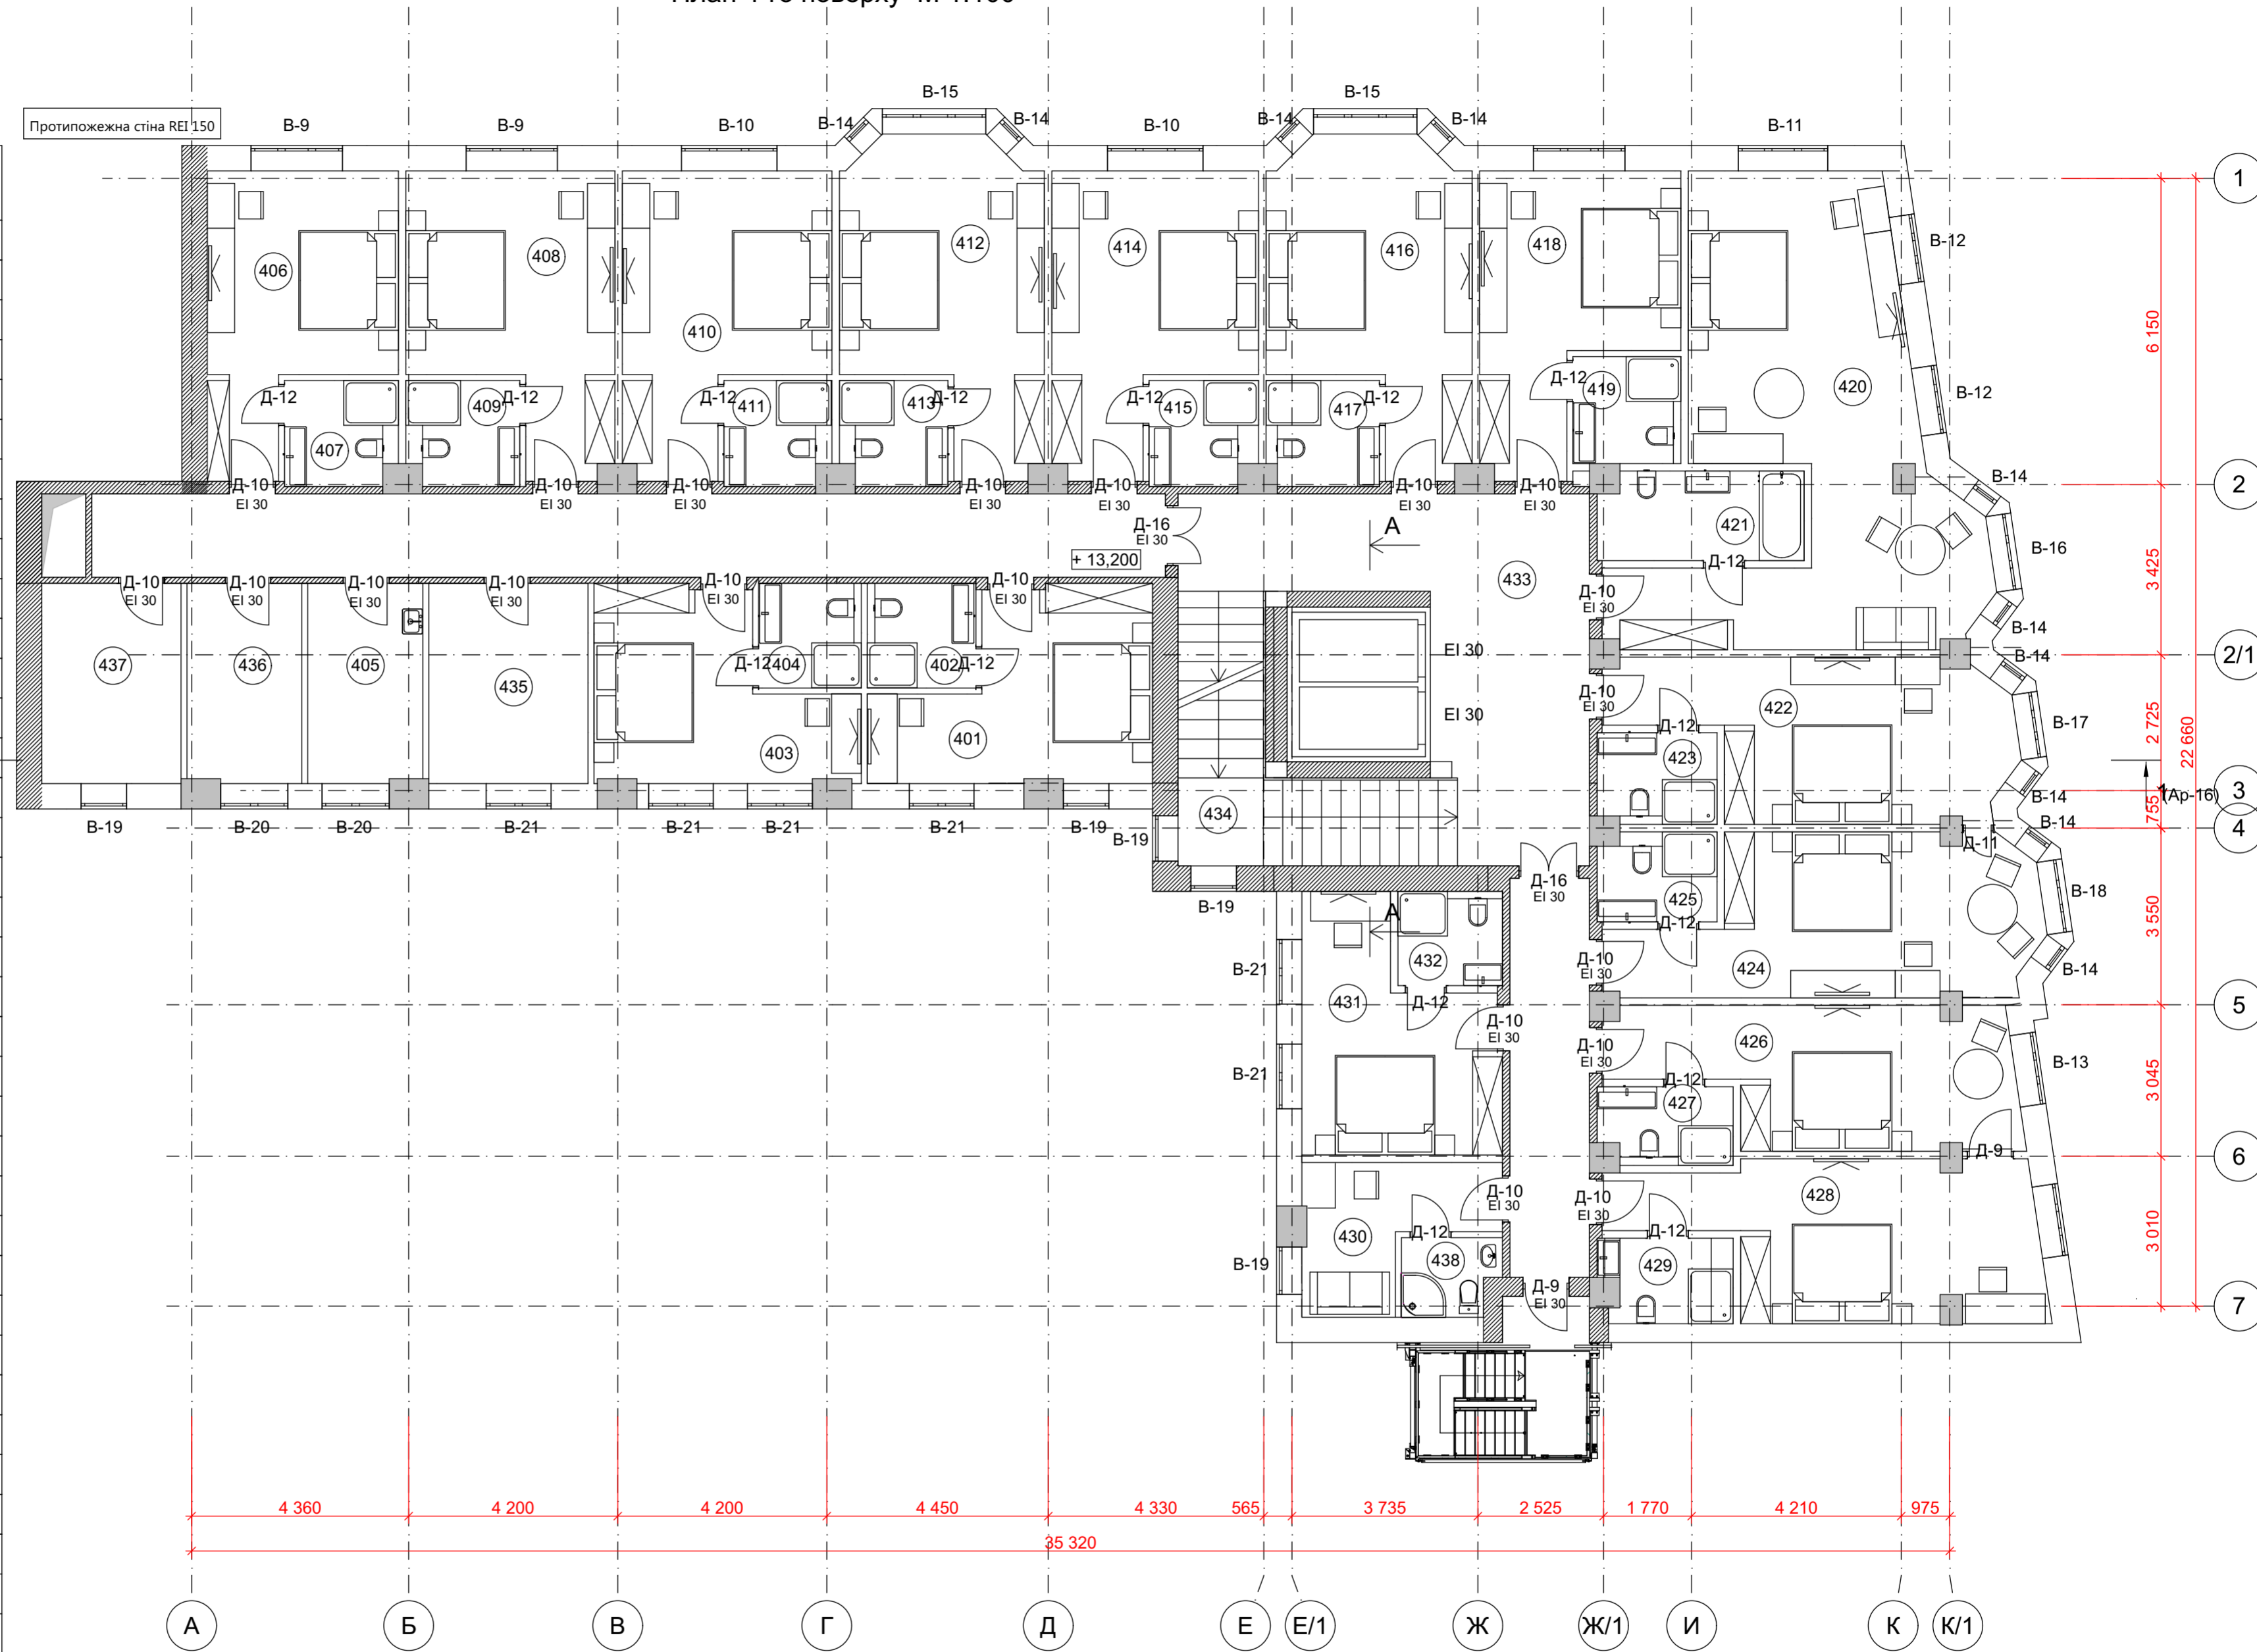 План 4-го поверху М 1:100
Протипожежна стіна REI 150
В-9
В-9
В-10
В-14
В-15
В-14
В-10
В-14
В-15
В-14
В-11
1
406
408
410
412
414
416
418
420
В-12
В-12
6 150
Д-12
407
409
Д-12
Д-12
411
413
Д-12
Д-12
415
417
Д-12
Д-12
419
Д-10
EI 30
Д-10
EI 30
Д-10
EI 30
Д-10
EI 30
Д-10
EI 30
Д-10
EI 30
Д-10
EI 30
В-14
2
Д-16
EI 30
А
+ 13,200
433
421
Д-12
В-16
3 425
Д-10
EI 30
Д-10
EI 30
Д-10
EI 30
Д-10
EI 30
Д-10
EI 30
Д-10
EI 30
Д-10
EI 30
В-14
437
436
405
435
Д-12
404
402
Д-12
403
401
EI 30
EI 30
В-14
2/1
Д-10
EI 30
Д-12
422
423
В-17
2 725
22 660
В-14
(Ар-16)
3
755
4
В-19
В-20
В-20
В-21
В-21
В-21
В-21
В-19
В-19
434
В-19
В-14
Д-11
Д-16
EI 30
А
425
Д-12
В-18
3 550
432
В-21
431
Д-12
Д-10
EI 30
424
В-14
5
Д-10
EI 30
Д-10
EI 30
426
В-21
Д-12
427
В-13
3 045
Д-9
6
Д-10
EI 30
Д-10
EI 30
428
430
Д-12
438
Д-12
429
В-19
3 010
Д-9
EI 30
7
4 360
4 200
4 200
4 450
4 330
565
3 735
2 525
1 770
4 210
975
35 320
А
Б
В
Г
Д
Е
Е/1
Ж
Ж/1
И
К
К/1